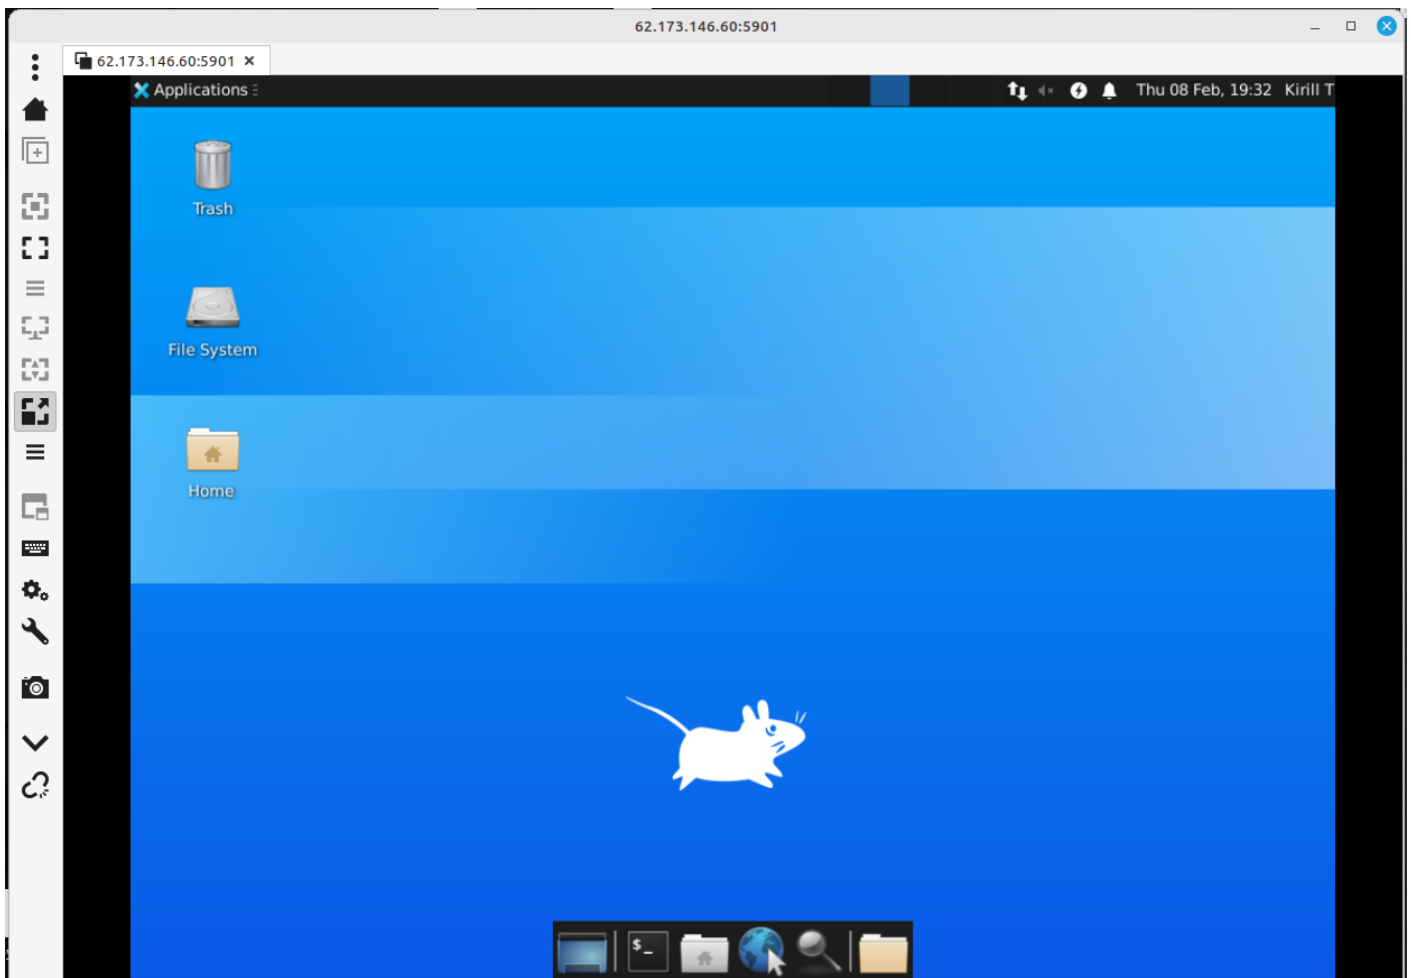 62.173.146.60:5901
62.173.146.60:5901
Applications
Thu 08 Feb, 19:32 Kirill T
Trash
File System
Home
$_